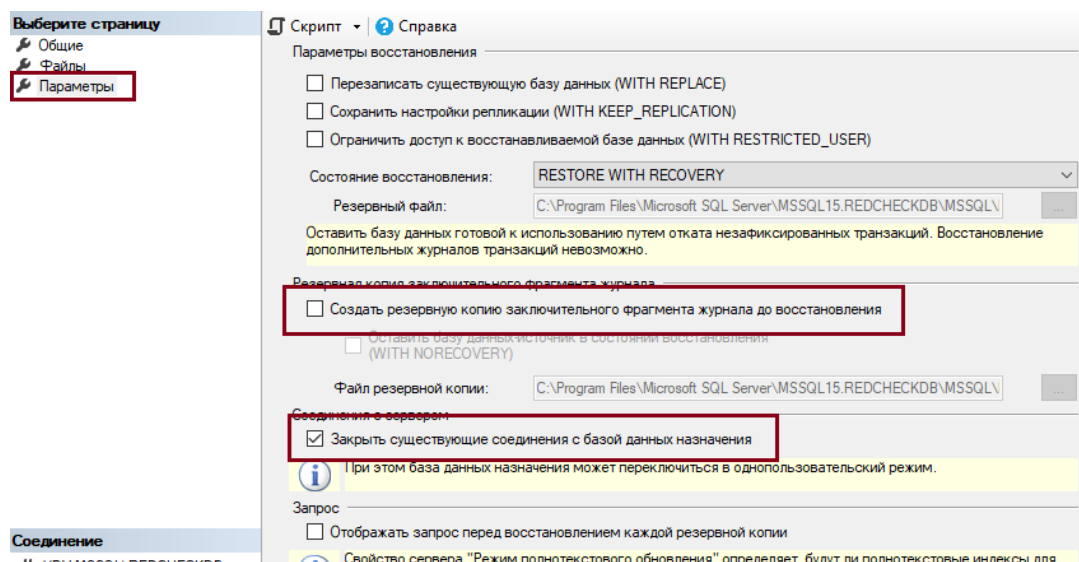 Выберите страницу
Общие
Файлы
Параметры
Скрипт
Справка
Параметры восстановления
Перезаписать существующую базу данных (WITH REPLACE)
Сохранить настройки репликации (WITH KEEP_REPLICATION)
Ограничить доступ к восстанавливаемой базе данных (WITH RESTRICTED_USER)
Состояние восстановления: RESTORE WITH RECOVERY
Резервный файл: C:\Program Files\Microsoft SQL Server\MSSQL15.REDCHECKDB\MSSQL\
...
Оставить базу данных готовой к использованию путем отката незафиксированных транзакций. Восстановление
дополнительных журналов транзакций невозможно.
Резервная копия заключительного фрагмента журнала
Создать резервную копию заключительного фрагмента журнала до восстановления
Оставить базу данных-источник в состоянии восстановления
(WITH NORECOVERY)
Файл резервной копии: C:\Program Files\Microsoft SQL Server\MSSQL15.REDCHECKDB\MSSQL\
...
Соединения с сервером
Закрыть существующие соединения с базой данных назначения
При этом база данных назначения может переключиться в однопользовательский режим.
Запрос
Отображать запрос перед восстановлением каждой резервной копии
Соединение
Свойство сервера "Режим полнотекстового обновления" определяет, будут ли полнотекстовые индексы для